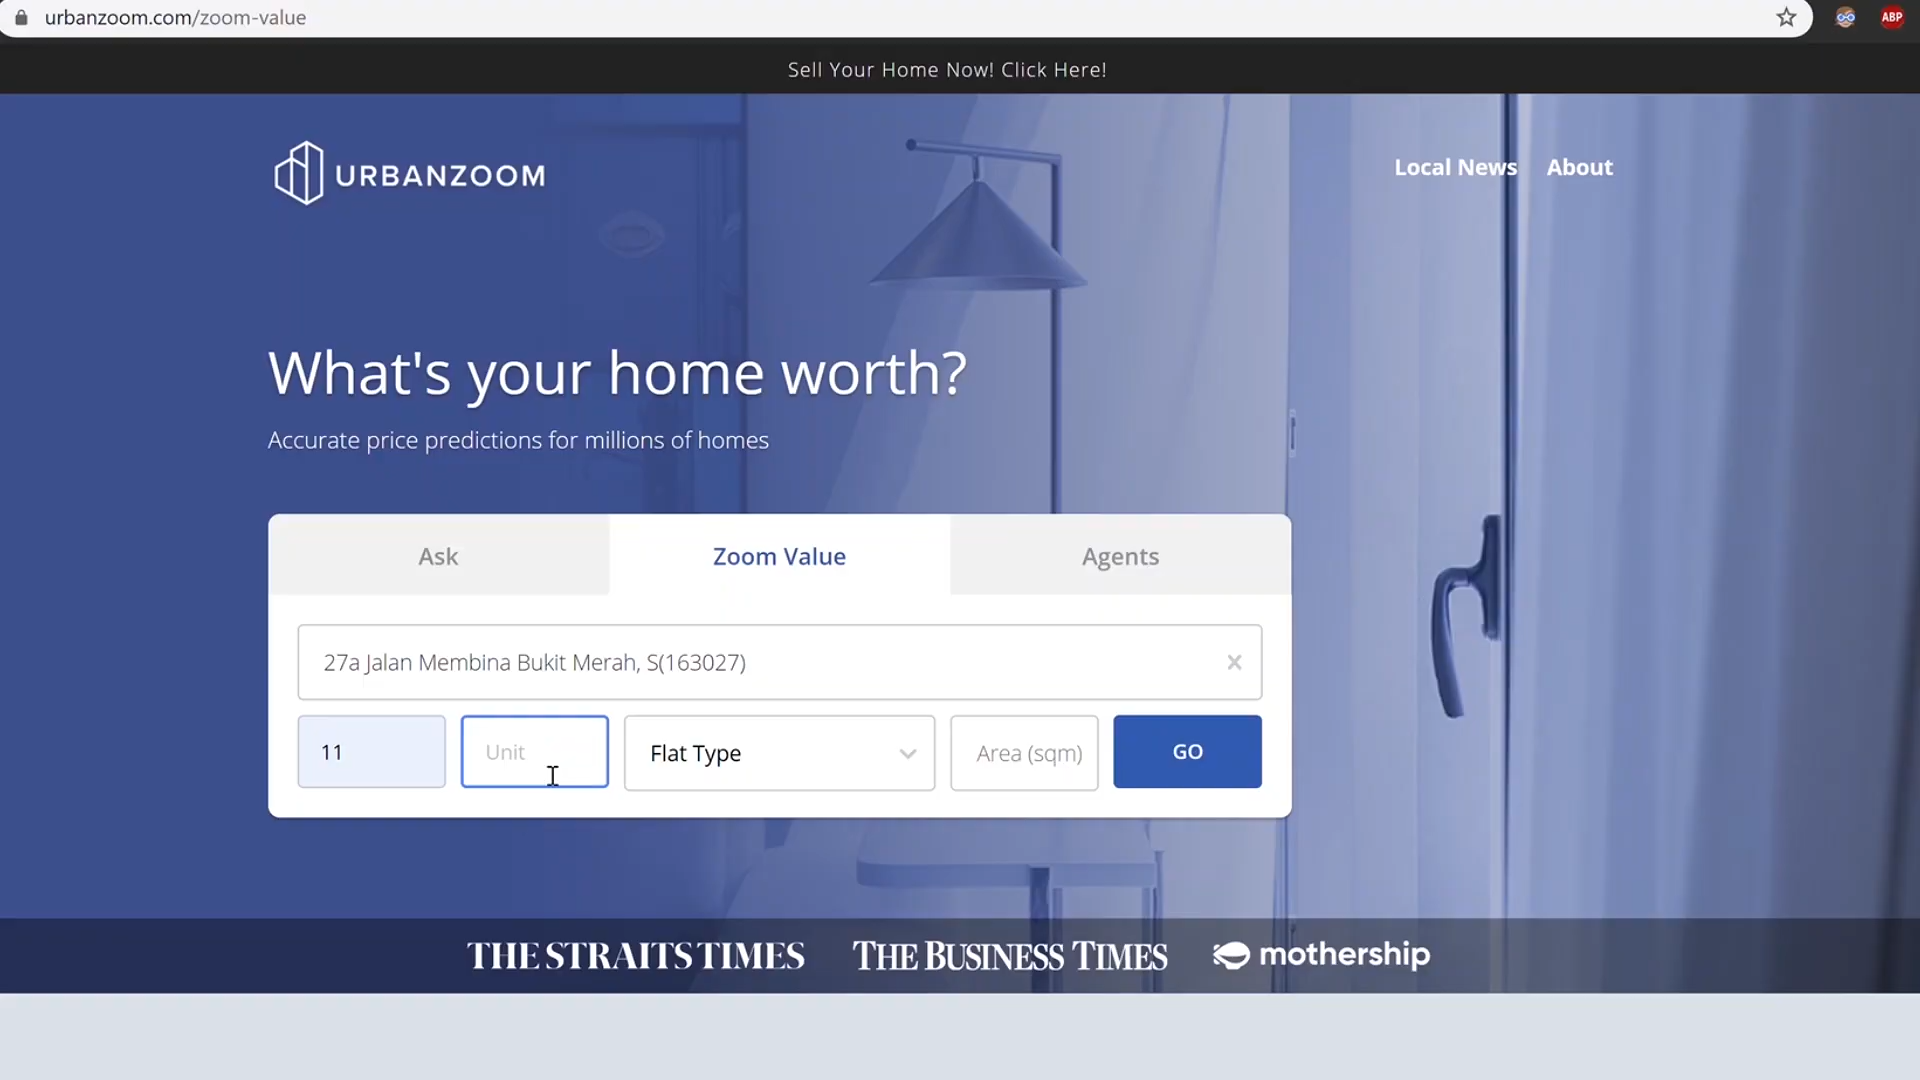 urbanzoom.com/zoom-value
ABP
Sell Your Home Now! Click Here!
URBANZOOM
Local News
About
What's your home worth?
Accurate price predictions for millions of homes
Ask
Zoom Value
Agents
27a Jalan Membina Bukit Merah, S(163027)
11
Unit
Flat Type
Area (sqm)
GO
THE STRAITS TIMES
THE BUSINESS TIMES
mothership